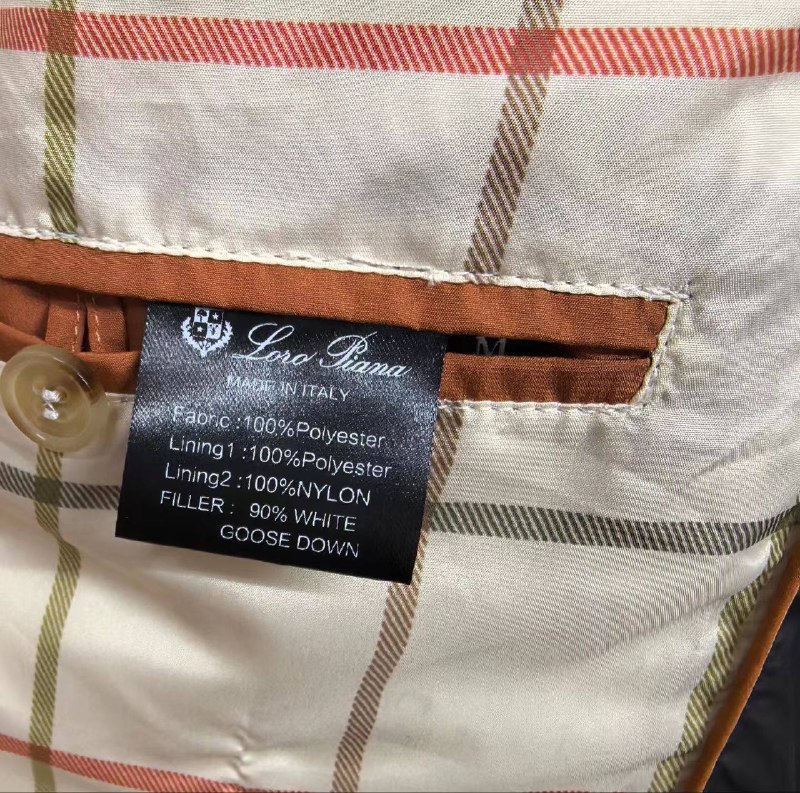 Loro Piana
MADE IN ITALY
Fabric :100%Polyester
Lining1 :100%Polyester
Lining2 :100%NYLON
FILLER : 90% WHITE
GOOSE DOWN
M